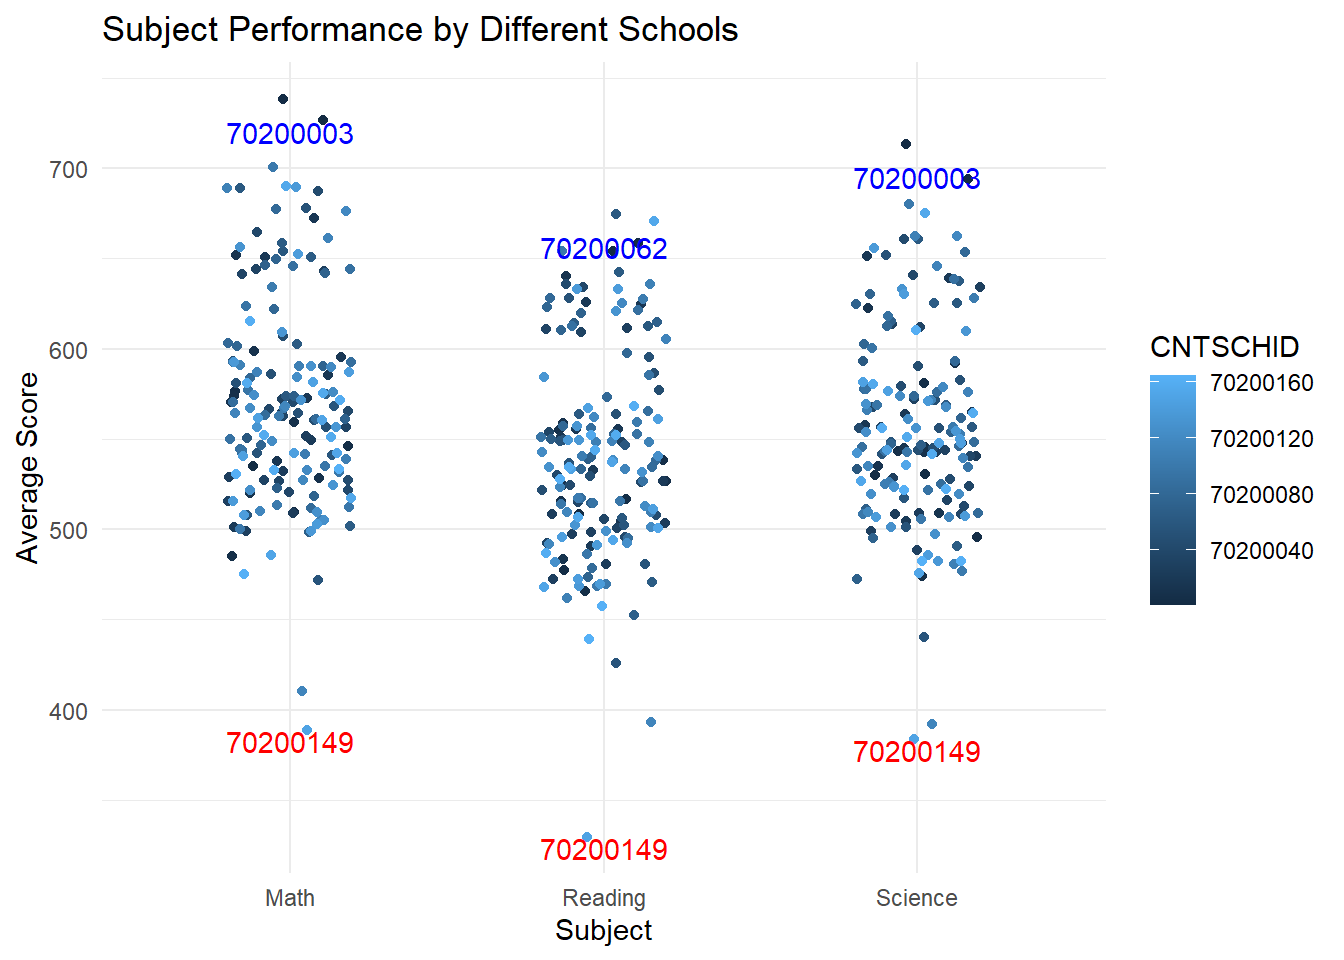 Subject Performance by Different Schools
Average Score
700
600
500
400
70200003
70200062
70200003
70200149
70200149
70200149
Math
Reading
Science
Subject
CNTSCHID
70200160
70200120
70200080
70200040